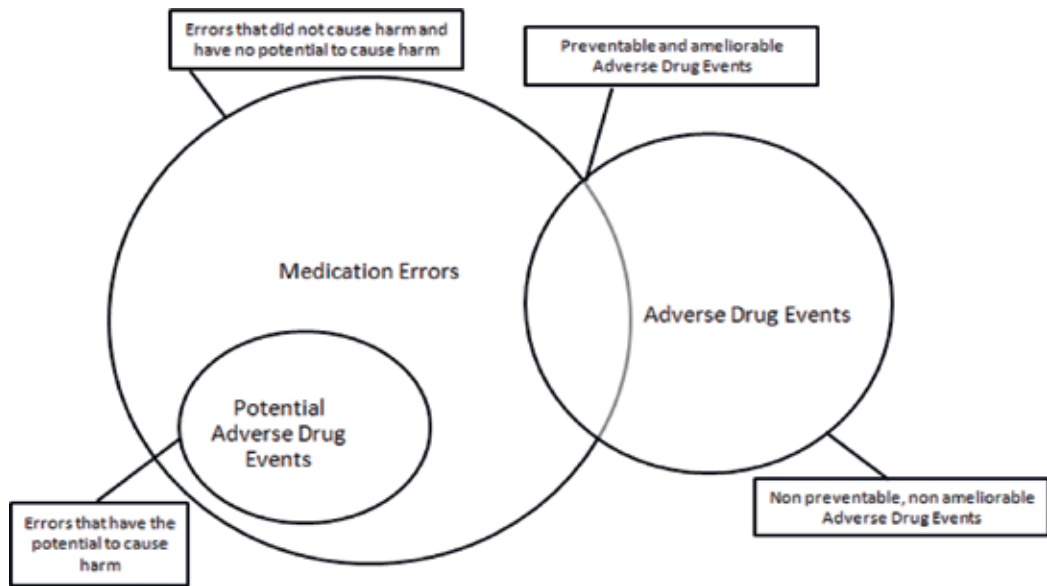 Errors that did not cause harm and
have no potential to cause harm
Preventable and ameliorable
Adverse Drug Events
Medication Errors
Adverse Drug Events
Potential
Adverse Drug
Events
Errors that have the
potential to cause
harm
Non preventable, non ameliorable
Adverse Drug Events